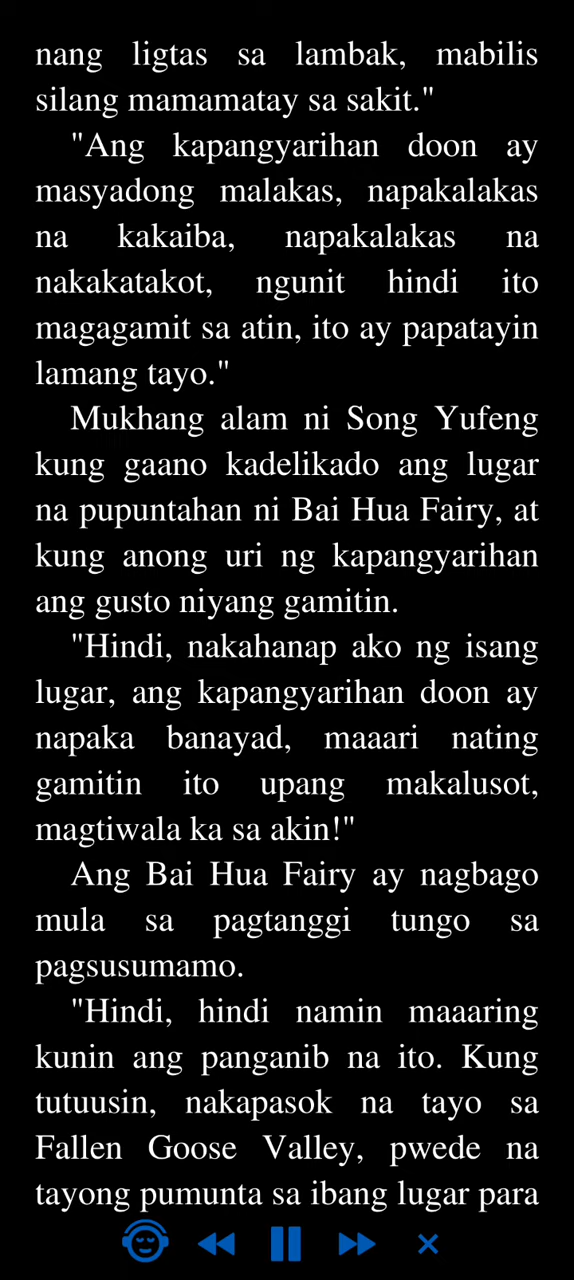 nang ligtas sa lambak, mabilis
silang mamamatay sa sakit."
"Ang kapangyarihan doon ay
masyadong malakas, napakalakas
na kakaiba, napakalakas na
nakakatakot, ngunit hindi ito
magagamit sa atin, ito ay papatayin
lamang tayo."
Mukhang alam ni Song Yufeng
kung gaano kadelikado ang lugar
na pupuntahan ni Bai Hua Fairy, at
kung anong uri ng kapangyarihan
ang gusto niyang gamitin.
"Hindi, nakahanap ako ng isang
lugar, ang kapangyarihan doon ay
napaka banayad, maaari nating
gamitin ito upang makalusot,
magtiwala ka sa akin!"
Ang Bai Hua Fairy ay nagbago
mula sa pagtanggi tungo sa
pagsusumamo.
"Hindi, hindi namin maaaring
kunin ang panganib na ito. Kung
tutuusin, nakapasok na tayo sa
Fallen Goose Valley, pwede na
tayong pumunta sa ibang lugar para